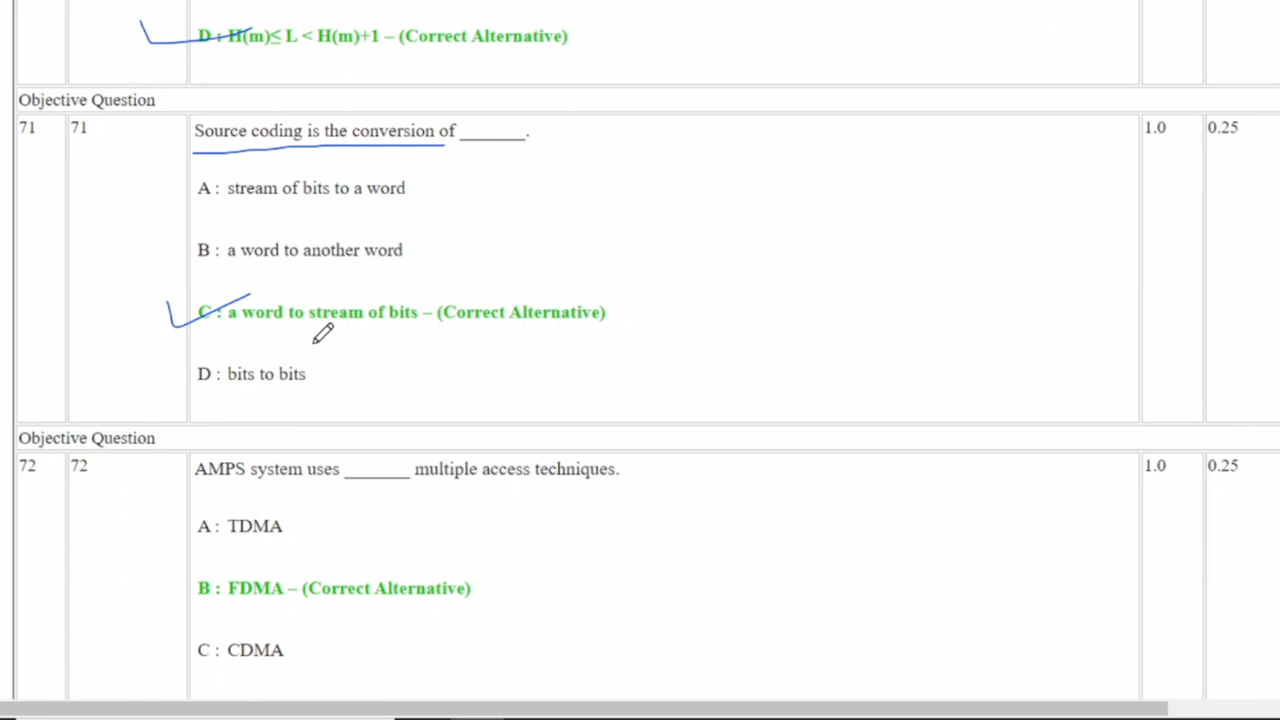 D : H(m)≤ L < H(m)+1 – (Correct Alternative)
Objective Question
71 71 Source coding is the conversion of _______. 1.0 0.25
A : stream of bits to a word
B : a word to another word
C : a word to stream of bits – (Correct Alternative)
D : bits to bits
Objective Question
72 72 AMPS system uses _______ multiple access techniques. 1.0 0.25
A : TDMA
B : FDMA – (Correct Alternative)
C : CDMA